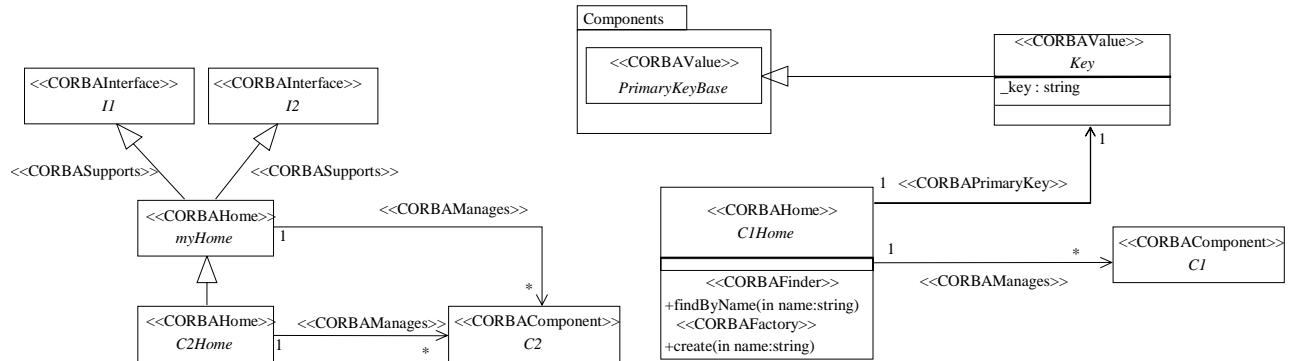 Components
<<CORBAValue>>
PrimaryKeyBase
<<CORBAValue>>
Key
_key : string
<<CORBAInterface>>
I1
<<CORBAInterface>>
I2
<<CORBASupports>>
<<CORBASupports>>
<<CORBAHome>>
myHome
1
<<CORBAManages>>
*
<<CORBAHome>>
C2Home
1
<<CORBAManages>>
*
<<CORBAComponent>>
C2
1
1
<<CORBAPrimaryKey>>
<<CORBAHome>>
C1Home
<<CORBAFinder>>
+findByName(in name:string)
<<CORBAFactory>>
+create(in name:string)
1
*
<<CORBAManages>>
<<CORBAComponent>>
C1